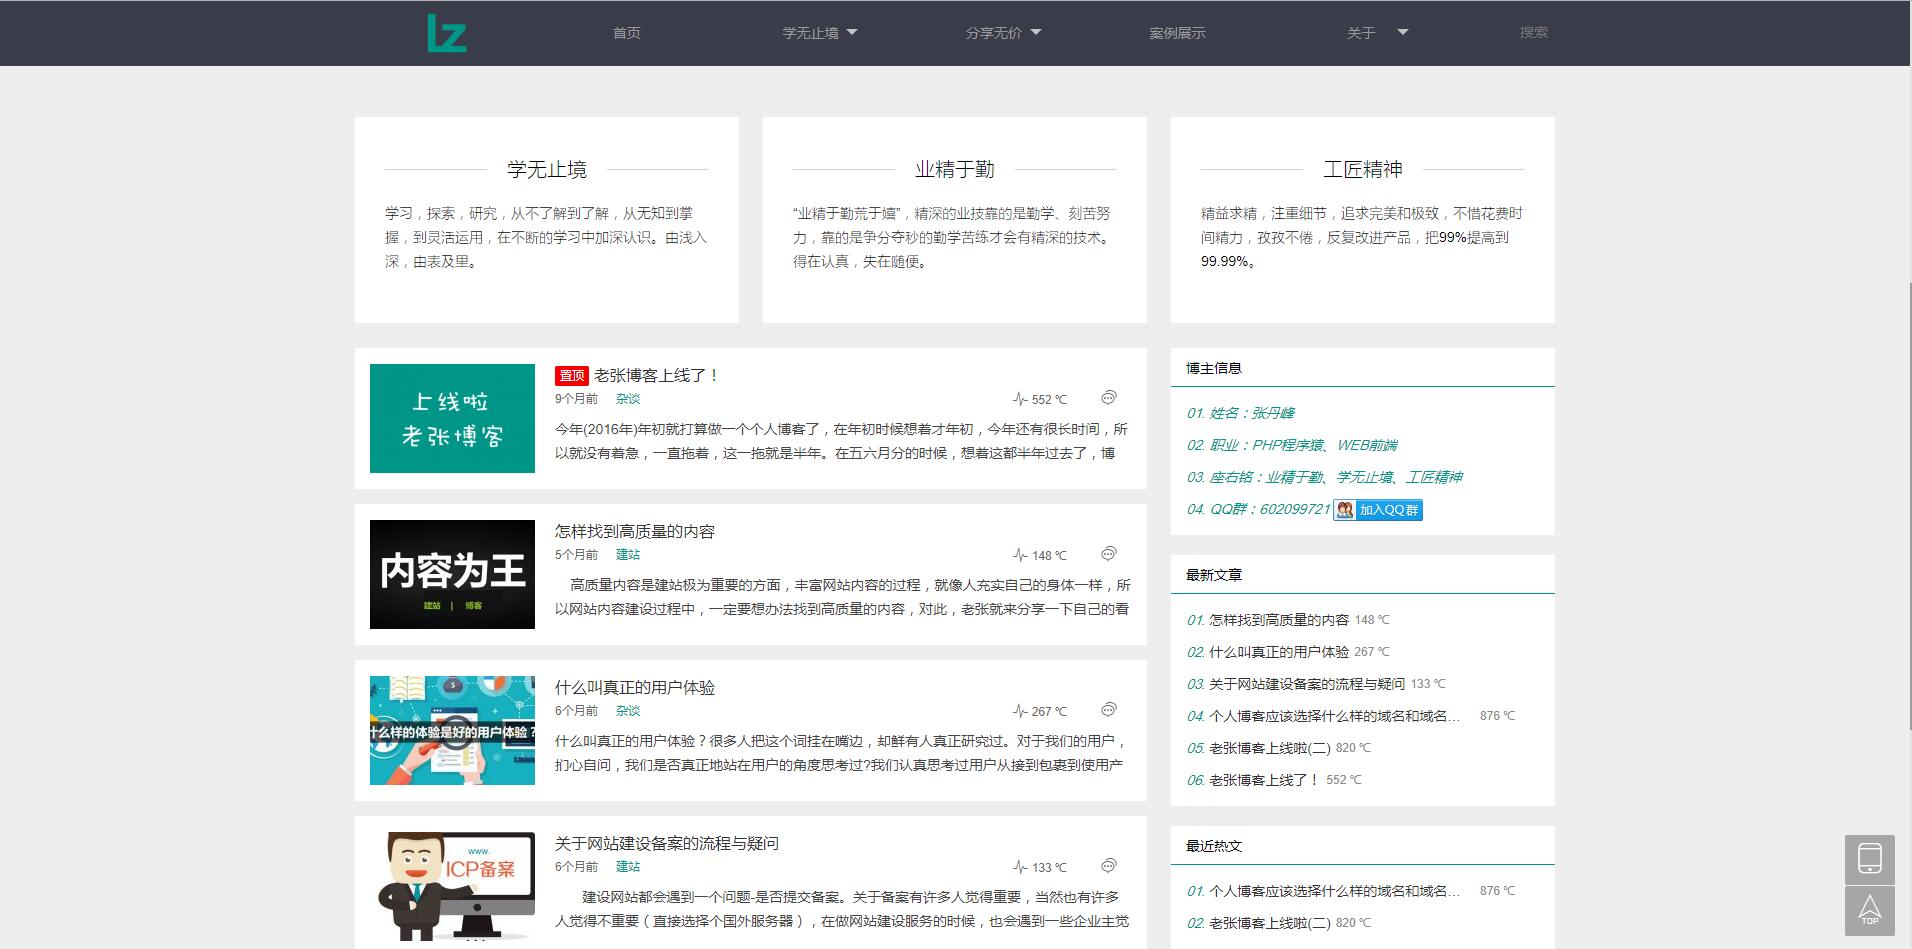 lz
首页
学无止境
分享无价
案例展示
关于
搜索
学无止境
学习，探索，研究，从不了解到了解，从无知到掌
握，到灵活运用，在不断的学习中加深认识。由浅入
深，由表及里。
业精于勤
“业精于勤荒于嬉”，精深的业技靠的是勤学、刻苦努
力，靠的是争分夺秒的勤学苦练才会有精深的技术。
得在认真，失在随便。
工匠精神
精益求精，注重细节，追求完美和极致，不惜花费时
间精力，孜孜不倦，反复改进产品，把99%提高到
99.99%。
上线啦
老张博客
置顶 老张博客上线了！
9个月前 杂谈 552 ℃
今年(2016年)年初就打算做一个个人博客了，在年初时候想着才年初，今年还有很长时间，所
以就没有着急，一直拖着，这一拖就是半年。在五六月分的时候，想着这都半年过去了，博
内容为王
建站 | 博客
怎样找到高质量的内容
5个月前 建站 148 ℃
高质量内容是建站极为重要的方面，丰富网站内容的过程，就像人充实自己的身体一样，所
以网站内容建设过程中，一定要想办法找到高质量的内容，对此，老张就来分享一下自己的看
什么样的体验是好的用户体验？
什么叫真正的用户体验
6个月前 杂谈 267 ℃
什么叫真正的用户体验？很多人把这个词挂在嘴边，却鲜有人真正研究过。对于我们的用户，
扪心自问，我们是否真正地站在用户的角度思考过?我们认真思考过用户从接到包裹到使用产
www.
ICP备案
关于网站建设备案的流程与疑问
6个月前 建站 133 ℃
建设网站都会遇到一个问题-是否提交备案。关于备案有许多人觉得重要，当然也有许多
人觉得不重要（直接选择个国外服务器），在做网站建设服务的时候，也会遇到一些企业主觉
博主信息
01. 姓名：张丹峰
02. 职业：PHP程序猿、WEB前端
03. 座右铭：业精于勤、学无止境、工匠精神
04. QQ群：602099721 加入QQ群
最新文章
01. 怎样找到高质量的内容 148 ℃
02. 什么叫真正的用户体验 267 ℃
03. 关于网站建设备案的流程与疑问 133 ℃
04. 个人博客应该选择什么样的域名和域名… 876 ℃
05. 老张博客上线啦(二) 820 ℃
06. 老张博客上线了！ 552 ℃
最近热文
01. 个人博客应该选择什么样的域名和域名… 876 ℃
02. 老张博客上线啦(二) 820 ℃
TOP